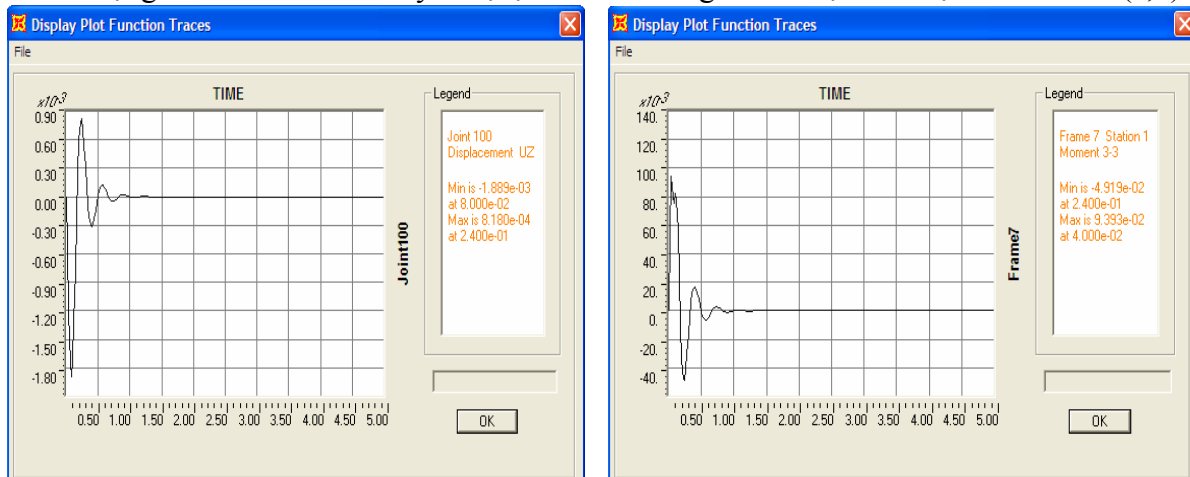 Display Plot Function Traces
File
TIME
x10-3
0.90
0.60
0.30
0.00
-0.30
-0.60
-0.90
-1.20
-1.50
-1.80
0.50 1.00 1.50 2.00 2.50 3.00 3.50 4.00 4.50 5.00
Joint100
Legend
Joint 100
Displacement UZ
Min is -1.889e-03
at 8.000e-02
Max is 8.180e-04
at 2.400e-01
OK
Display Plot Function Traces
File
TIME
x10-3
140.
120.
100.
80.
60.
40.
20.
0.
-20.
-40.
0.50 1.00 1.50 2.00 2.50 3.00 3.50 4.00 4.50 5.00
Frame7
Legend
Frame 7 Station 1
Moment 3-3
Min is -4.919e-02
at 2.400e-01
Max is 9.393e-02
at 4.000e-02
OK